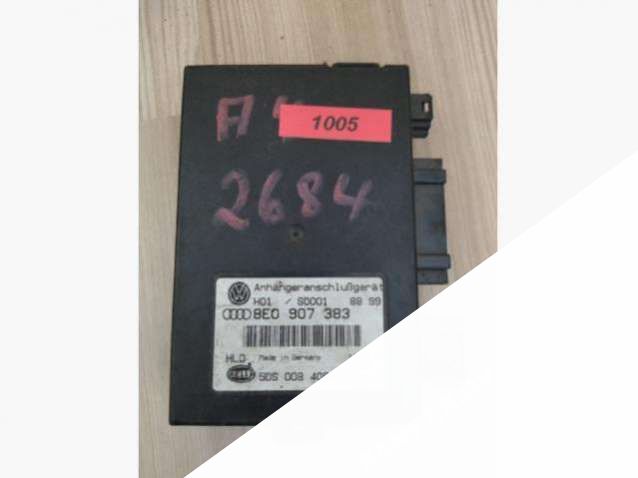 A4
1005
2684
Anhängeranschlußgerät
H01 / S0001 88 99
8E0 907 383
HLO Made in Germany
5DS 008